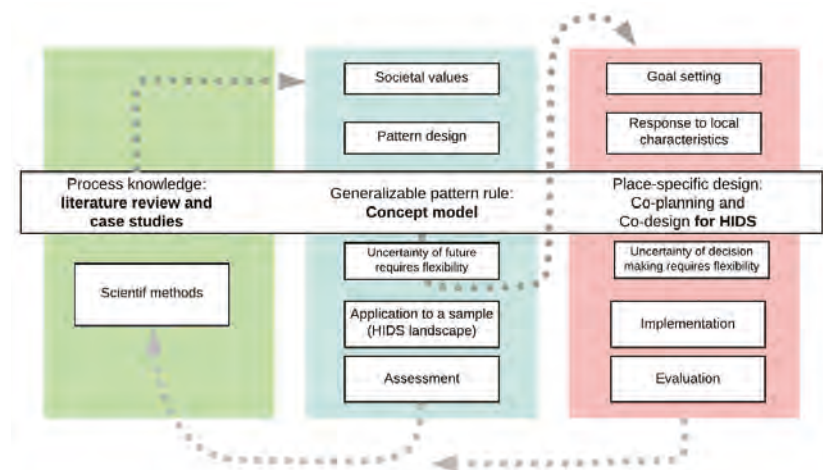 Process knowledge:
literature review and
case studies
Scientif methods
Societal values
Pattern design
Generalizable pattern rule:
Concept model
Uncertainty of future
requires flexibility
Application to a sample
(HIDS landscape)
Assessment
Goal setting
Response to local
characteristics
Place-specific design:
Co-planning and
Co-design for HIDS
Uncertainty of decision
making requires flexibility
Implementation
Evaluation